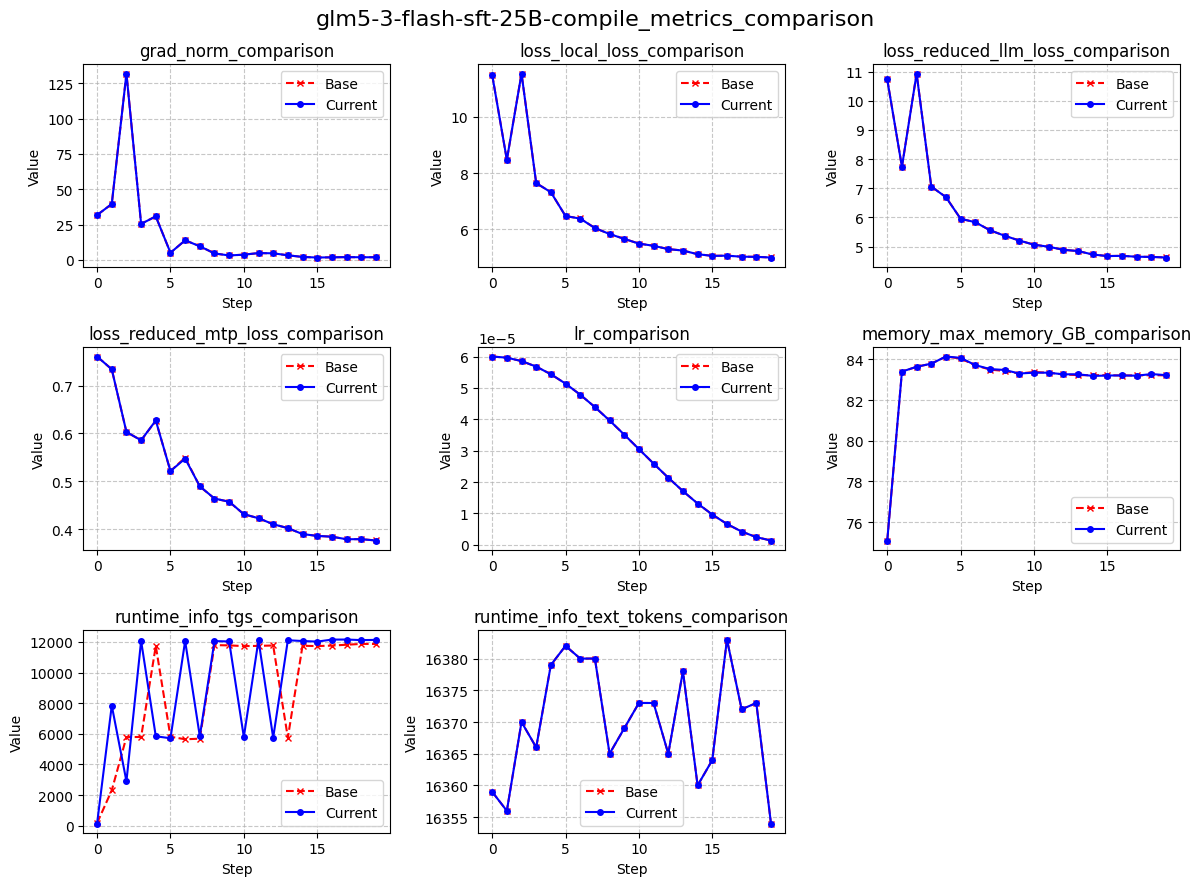 glm5-3-flash-sft-25B-compile_metrics_comparison
grad_norm_comparison
Value
125
100
75
50
25
0
0
5
10
15
Step
Base
Current
loss_local_loss_comparison
Value
10
8
6
0
5
10
15
Step
Base
Current
loss_reduced_llm_loss_comparison
Value
11
10
9
8
7
6
5
0
5
10
15
Step
Base
Current
loss_reduced_mtp_loss_comparison
Value
0.7
0.6
0.5
0.4
0
5
10
15
Step
Base
Current
lr_comparison
1e−5
Value
6
5
4
3
2
1
0
0
5
10
15
Step
Base
Current
memory_max_memory_GB_comparison
Value
84
82
80
78
76
0
5
10
15
Step
Base
Current
runtime_info_tgs_comparison
Value
12000
10000
8000
6000
4000
2000
0
0
5
10
15
Step
Base
Current
runtime_info_text_tokens_comparison
Value
16380
16375
16370
16365
16360
16355
0
5
10
15
Step
Base
Current